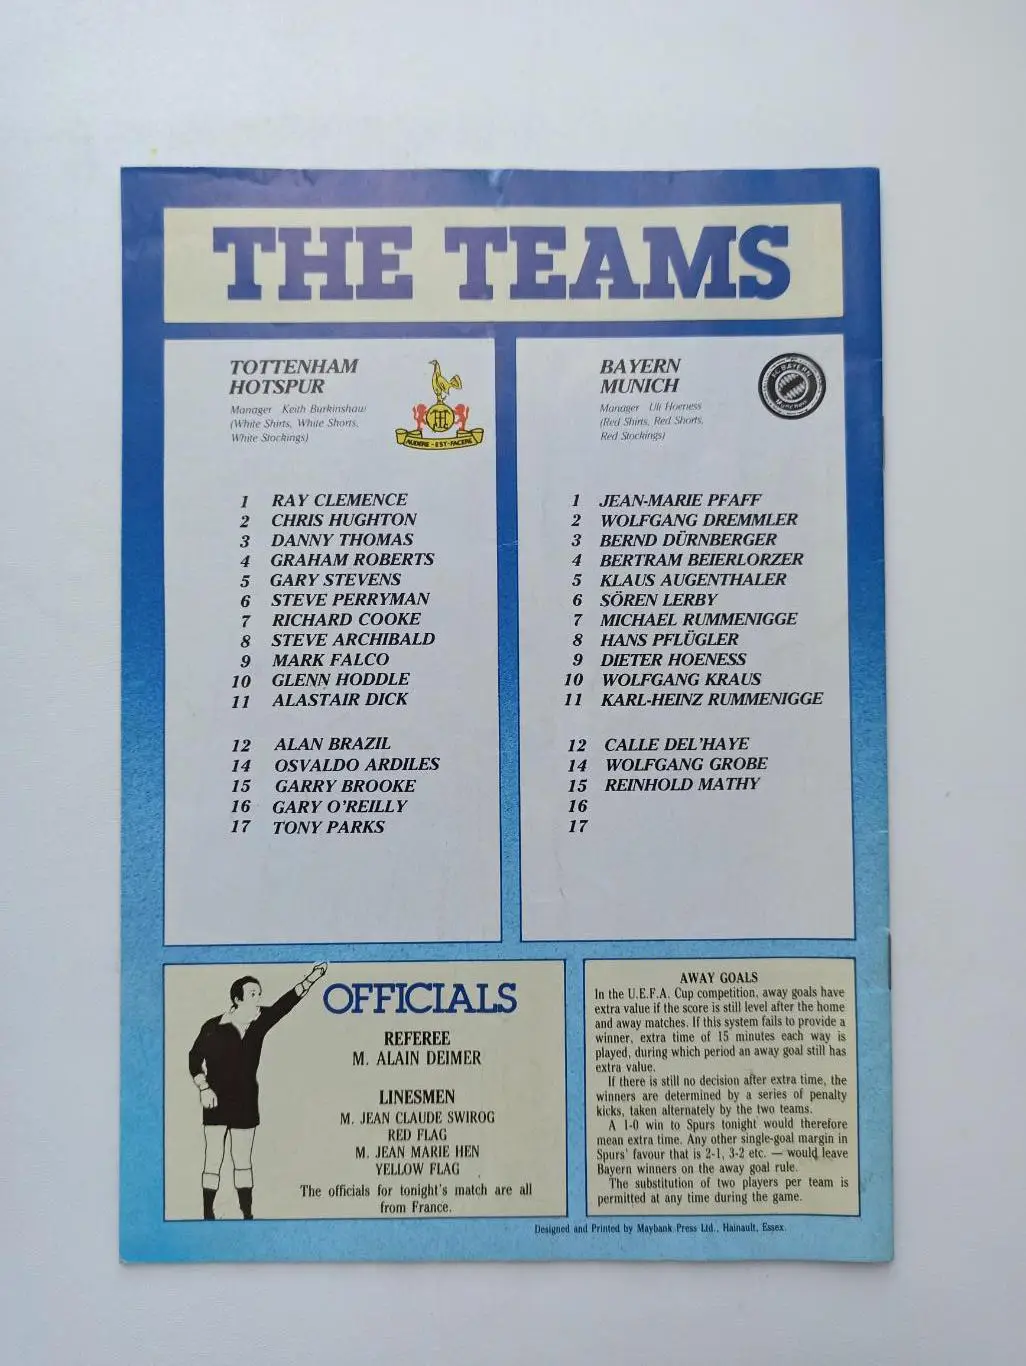 THE TEAMS
TOTTENHAM
HOTSPUR
Manager Keith Burkinshaw
(White Shirts, White Shorts,
White Stockings)
AUDERE - EST - FACERE
1 RAY CLEMENCE
2 CHRIS HUGHTON
3 DANNY THOMAS
4 GRAHAM ROBERTS
5 GARY STEVENS
6 STEVE PERRYMAN
7 RICHARD COOKE
8 STEVE ARCHIBALD
9 MARK FALCO
10 GLENN HODDLE
11 ALASTAIR DICK
12 ALAN BRAZIL
14 OSVALDO ARDILES
15 GARRY BROOKE
16 GARY O'REILLY
17 TONY PARKS
BAYERN
MUNICH
Manager Uli Hoeness
(Red Shirts, Red Shorts,
Red Stockings)
FC BAYERN
München
1 JEAN-MARIE PFAFF
2 WOLFGANG DREMMLER
3 BERND DÜRNBERGER
4 BERTRAM BEIERLORZER
5 KLAUS AUGENTHALER
6 SÖREN LERBY
7 MICHAEL RUMMENIGGE
8 HANS PFLÜGLER
9 DIETER HOENESS
10 WOLFGANG KRAUS
11 KARL-HEINZ RUMMENIGGE
12 CALLE DEL'HAYE
14 WOLFGANG GROBE
15 REINHOLD MATHY
16
17
OFFICIALS
REFEREE
M. ALAIN DEIMER
LINESMEN
M. JEAN CLAUDE SWIROG
RED FLAG
M. JEAN MARIE HEN
YELLOW FLAG
The officials for tonight's match are all
from France.
AWAY GOALS
In the U.E.F.A. Cup competition, away goals have
extra value if the score is still level after the home
and away matches. If this system fails to provide a
winner, extra time of 15 minutes each way is
played, during which period an away goal still has
extra value.
If there is still no decision after extra time, the
winners are determined by a series of penalty
kicks, taken alternately by the two teams.
A 1-0 win to Spurs tonight would therefore
mean extra time. Any other single-goal margin in
Spurs' favour that is 2-1, 3-2 etc. — would leave
Bayern winners on the away goal rule.
The substitution of two players per team is
permitted at any time during the game.
Designed and Printed by Maybank Press Ltd., Hainault, Essex.